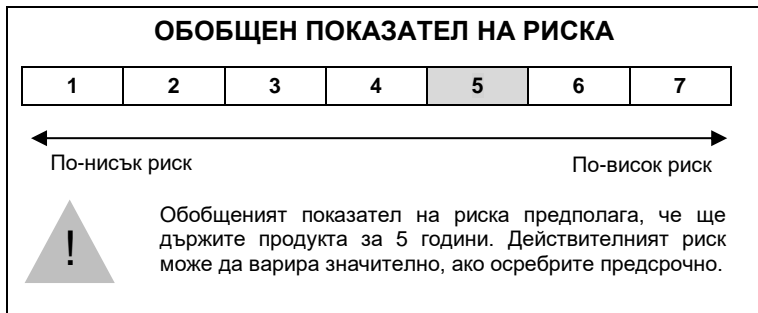 ОБОБЩЕН ПОКАЗАТЕЛ НА РИСКА
1 2 3 4 5 6 7
По-нисък риск По-висок риск
!
Обобщеният показател на риска предполага, че ще
държите продукта за 5 години. Действителният риск
може да варира значително, ако осребрите предсрочно.